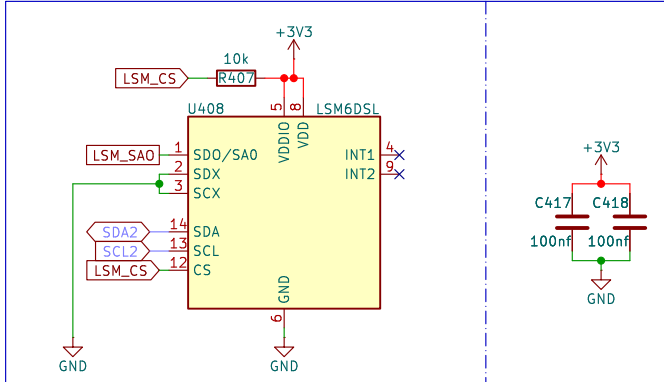 +3V3
10k
LSM_CS
R407
U408
LSM6DSL
5
8
VDDIO
VDD
LSM_SAO
1
SDO/SA0
INT1
4
2
SDX
INT2
9
3
SCX
SDA2
14
SDA
SCL2
13
SCL
LSM_CS
12
CS
GND
6
GND
GND
+3V3
C417
C418
100nf
100nf
GND